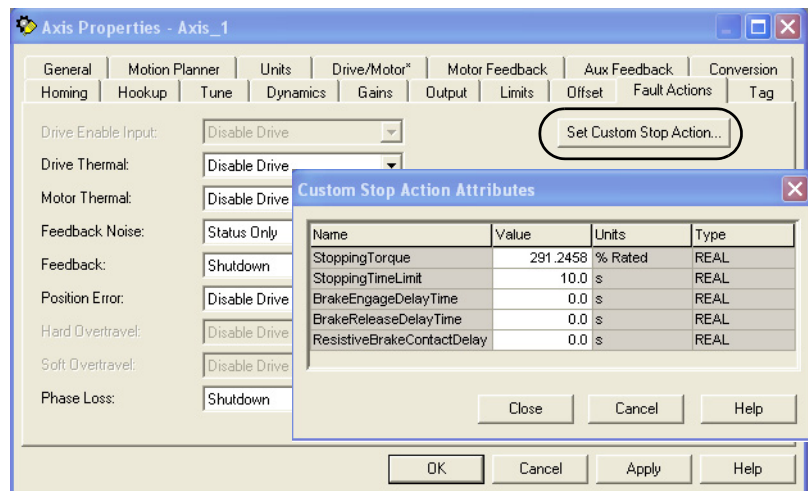 Axis Properties - Axis_1
General Motion Planner Units Drive/Motor* Motor Feedback Aux Feedback Conversion
Homing Hookup Tune Dynamics Gains Output Limits Offset Fault Actions Tag
Drive Enable Input: Disable Drive Set Custom Stop Action...
Drive Thermal: Disable Drive
Motor Thermal: Disable Drive
Custom Stop Action Attributes
Feedback Noise: Status Only
Name Value Units Type
StoppingTorque 291.2458 % Rated REAL
Feedback: Shutdown
StoppingTimeLimit 10.0 s REAL
Position Error: Disable Drive
BrakeEngageDelayTime 0.0 s REAL
BrakeReleaseDelayTime 0.0 s REAL
Hard Overtravel: Disable Drive
ResistiveBrakeContactDelay 0.0 s REAL
Soft Overtravel: Disable Drive
Phase Loss: Shutdown
Close Cancel Help
OK Cancel Apply Help